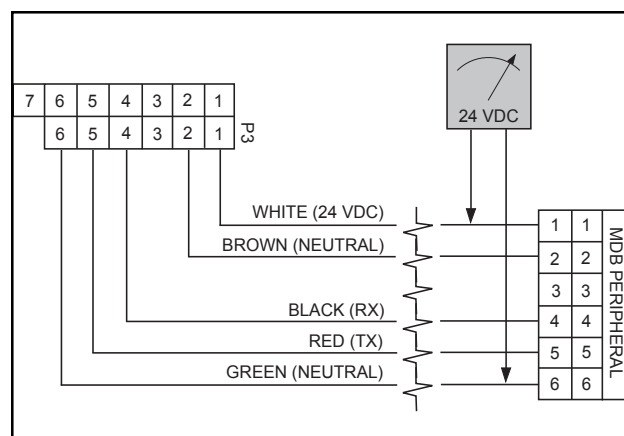 24 VDC
7 6 5 4 3 2 1
6 5 4 3 2 1
P3
WHITE (24 VDC)
BROWN (NEUTRAL)
BLACK (RX)
RED (TX)
GREEN (NEUTRAL)
1 1
2 2
3 3
4 4
5 5
6 6
MDB PERIPHERAL